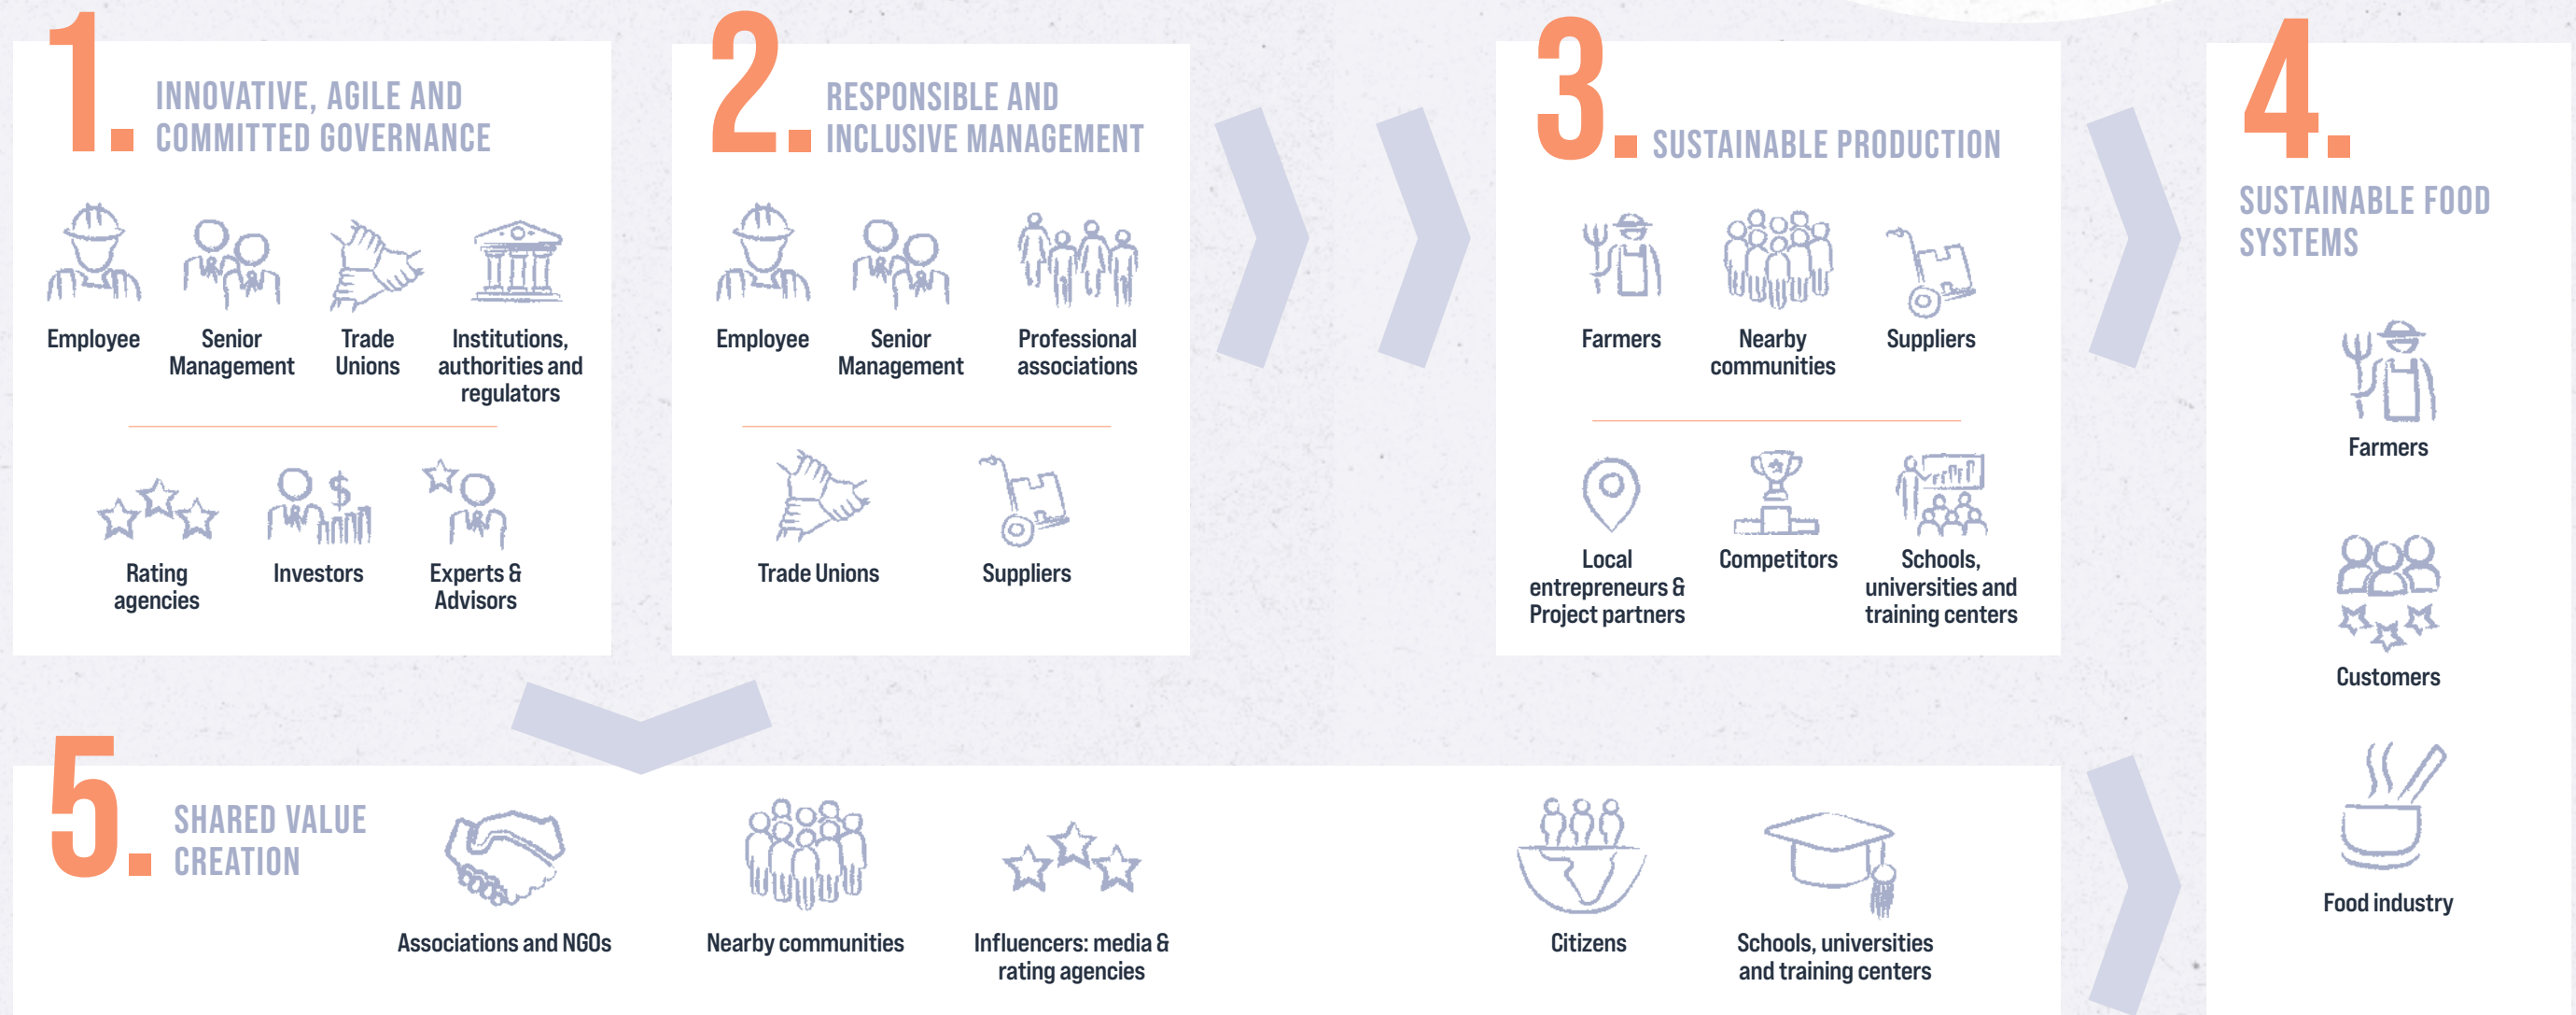 1.
INNOVATIVE, AGILE AND
COMMITTED GOVERNANCE
Employee
Senior
Management
Trade
Unions
Institutions,
authorities and
regulators
Rating
agencies
Investors
Experts &
Advisors
2.
RESPONSIBLE AND
INCLUSIVE MANAGEMENT
Employee
Senior
Management
Professional
associations
Trade Unions
Suppliers
3.
SUSTAINABLE PRODUCTION
Farmers
Nearby
communities
Suppliers
Local
entrepreneurs &
Project partners
Competitors
Schools,
universities and
training centers
4.
SUSTAINABLE FOOD
SYSTEMS
Farmers
Customers
Food industry
5.
SHARED VALUE
CREATION
Associations and NGOs
Nearby communities
Influencers: media &
rating agencies
Citizens
Schools, universities
and training centers